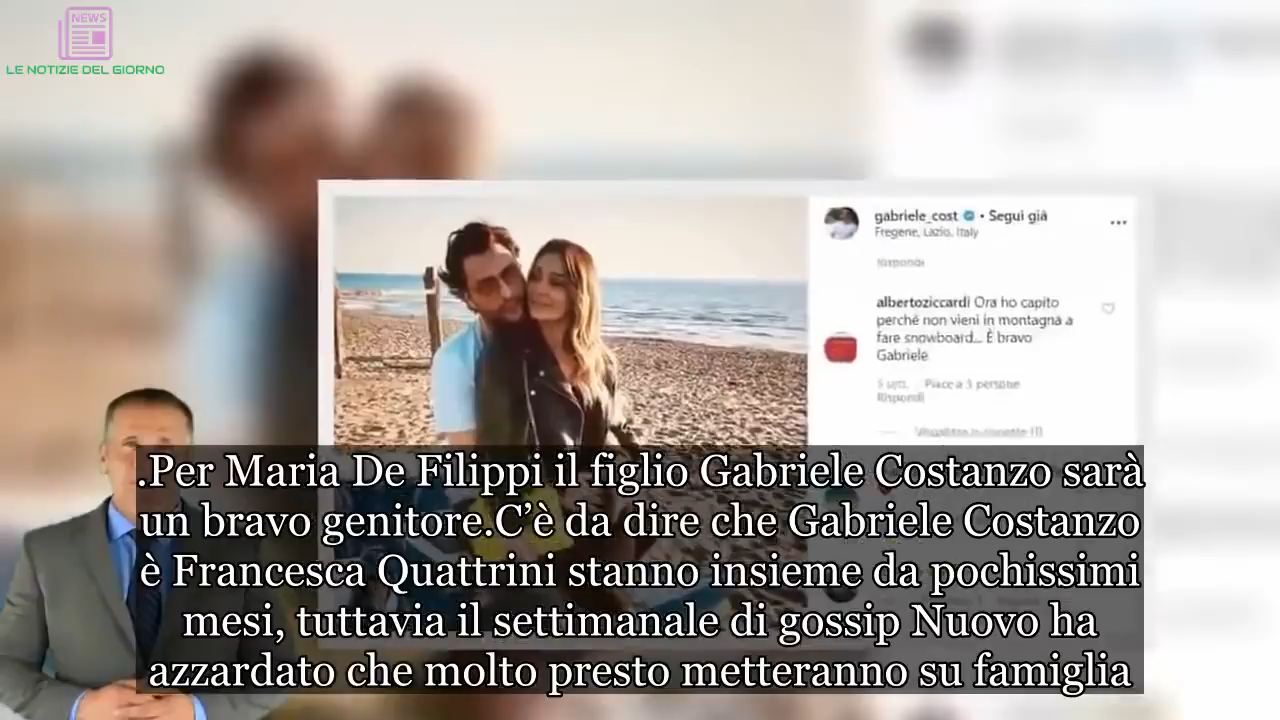 NEWS
LE NOTIZIE DEL GIORNO
gabriele_cost • Segui già
Fregene, Lazio, Italy
Rispondi
albertoziccardi Ora ho capito
perché non vieni in montagna a
fare snowboard... È bravo
Gabriele
5 sett. Piace a 3 persone
Rispondi
.Per Maria De Filippi il figlio Gabriele Costanzo sarà
un bravo genitore.C’è da dire che Gabriele Costanzo
è Francesca Quattrini stanno insieme da pochissimi
mesi, tuttavia il settimanale di gossip Nuovo ha
azzardato che molto presto metteranno su famiglia